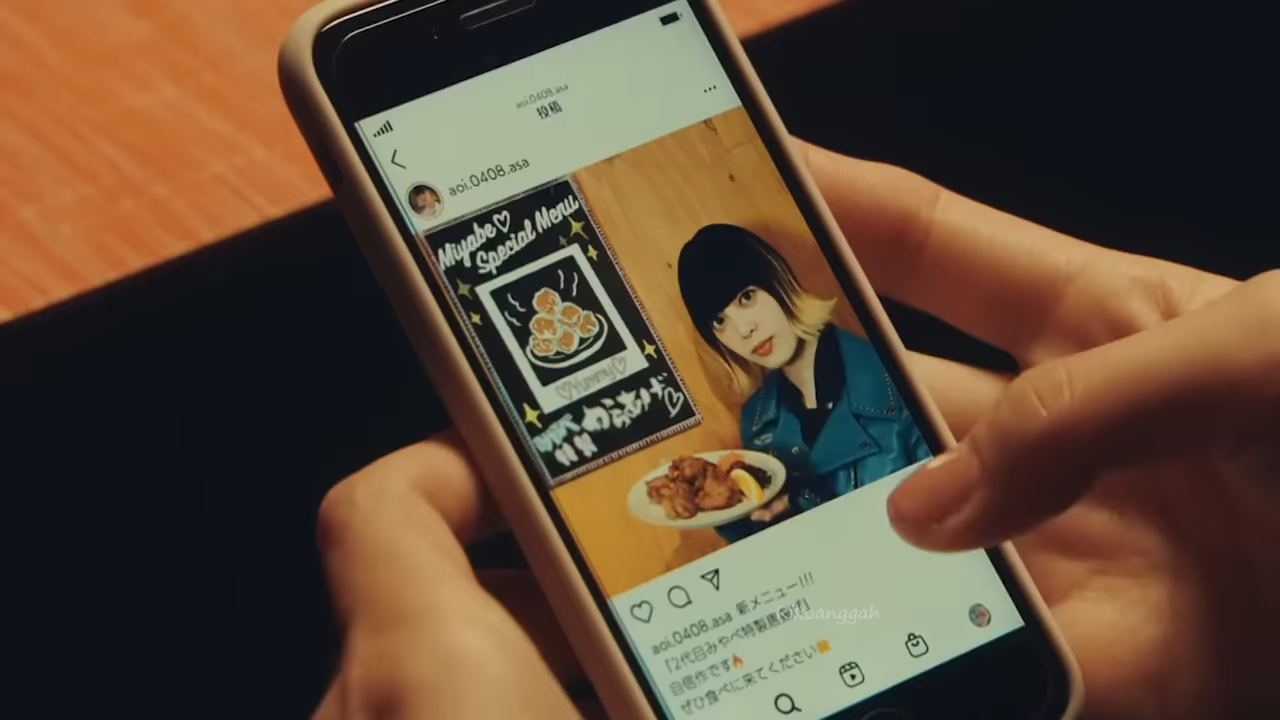 aoi.0408.asa
投稿
aoi.0408.asa
Miyabe♡
Special Menu
♡Yummy♡
からあげ♡
aoi.0408.asa 新メニュー!!!
「2代目みやべ特製唐揚げ」
自信作です🔥
ぜひ食べに来てください